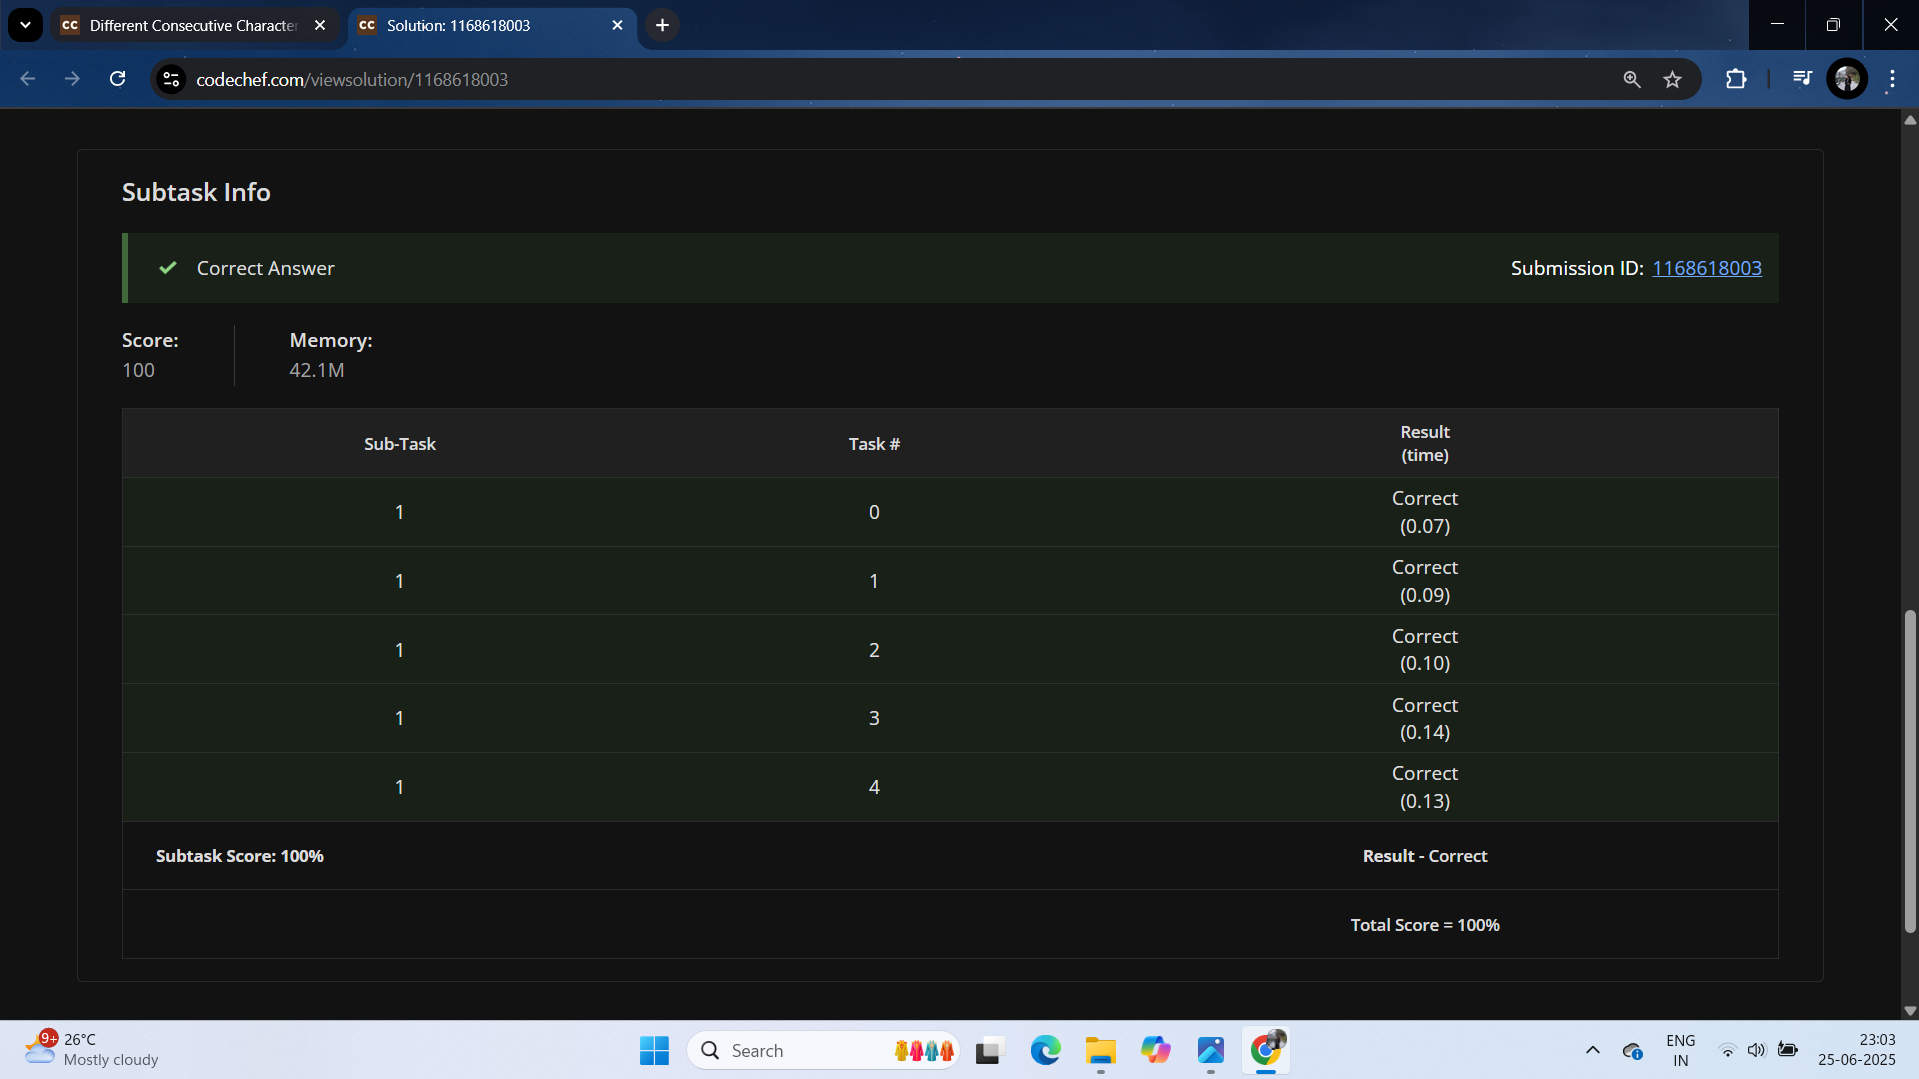 CC Different Consecutive Character
CC Solution: 1168618003
codechef.com/viewsolution/1168618003
Subtask Info
Correct Answer
Submission ID: 1168618003
Score: Memory:
100 42.1M
Sub-Task Task # Result (time)
1 0 Correct (0.07)
1 1 Correct (0.09)
1 2 Correct (0.10)
1 3 Correct (0.14)
1 4 Correct (0.13)
Subtask Score: 100% Result - Correct
Total Score = 100%
9+ 26°C
Mostly cloudy
Search
ENG
IN
23:03
25-06-2025